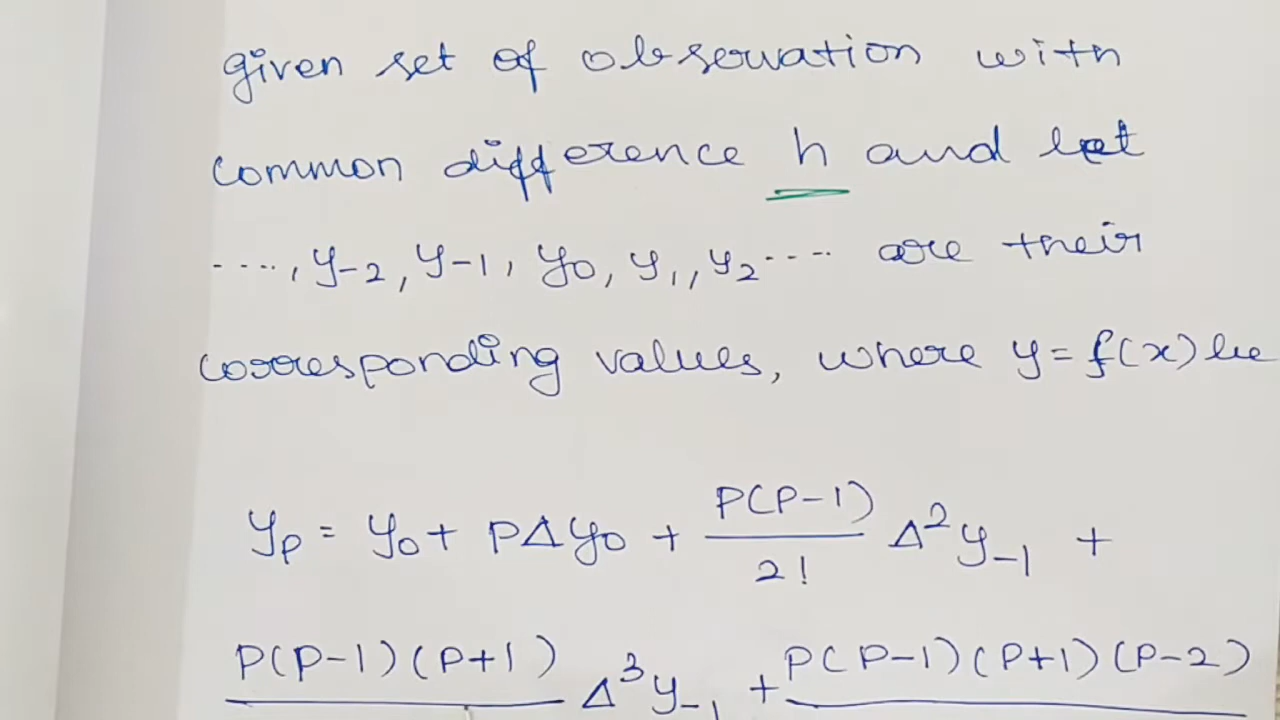 given set of observation with
common difference h and let
...., y-2, y-1, y0, y1, y2 .... are their
corresponding values, where y = f(x) be
yp = y0 + PΔy0 + P(P-1)/2! Δ²y-1 +
P(P-1)(P+1) Δ³y-1 + P(P-1)(P+1)(P-2)